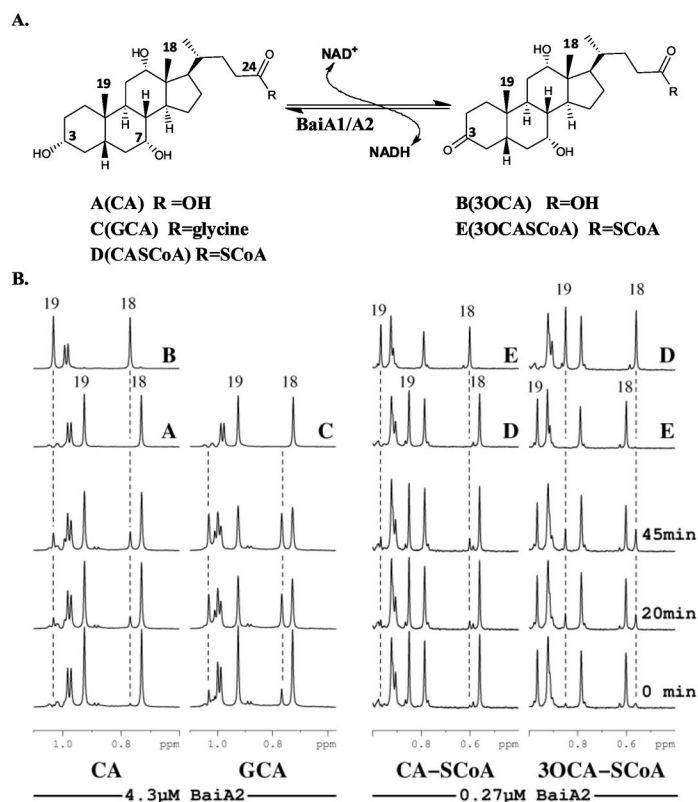 A.
HO 18 24 O
19 H R
H
3 7 H H
HO H OH
NAD⁺
BaiA1/A2
NADH
HO 18 O
19 H R
H
3 H H
O H OH
A(CA) R =OH
C(GCA) R=glycine
D(CASCoA) R=SCoA
B(3OCA) R=OH
E(3OCASCoA) R=SCoA
B.
19 18 19 18 19 18
B E D
19 18 19 18 19 18 19 18
A C D E
45min
20min
0 min
1.0 0.8 ppm 1.0 0.8 ppm 0.8 0.6 ppm 0.8 0.6 ppm
CA GCA CA–SCoA 3OCA–SCoA
4.3µM BaiA2 0.27µM BaiA2